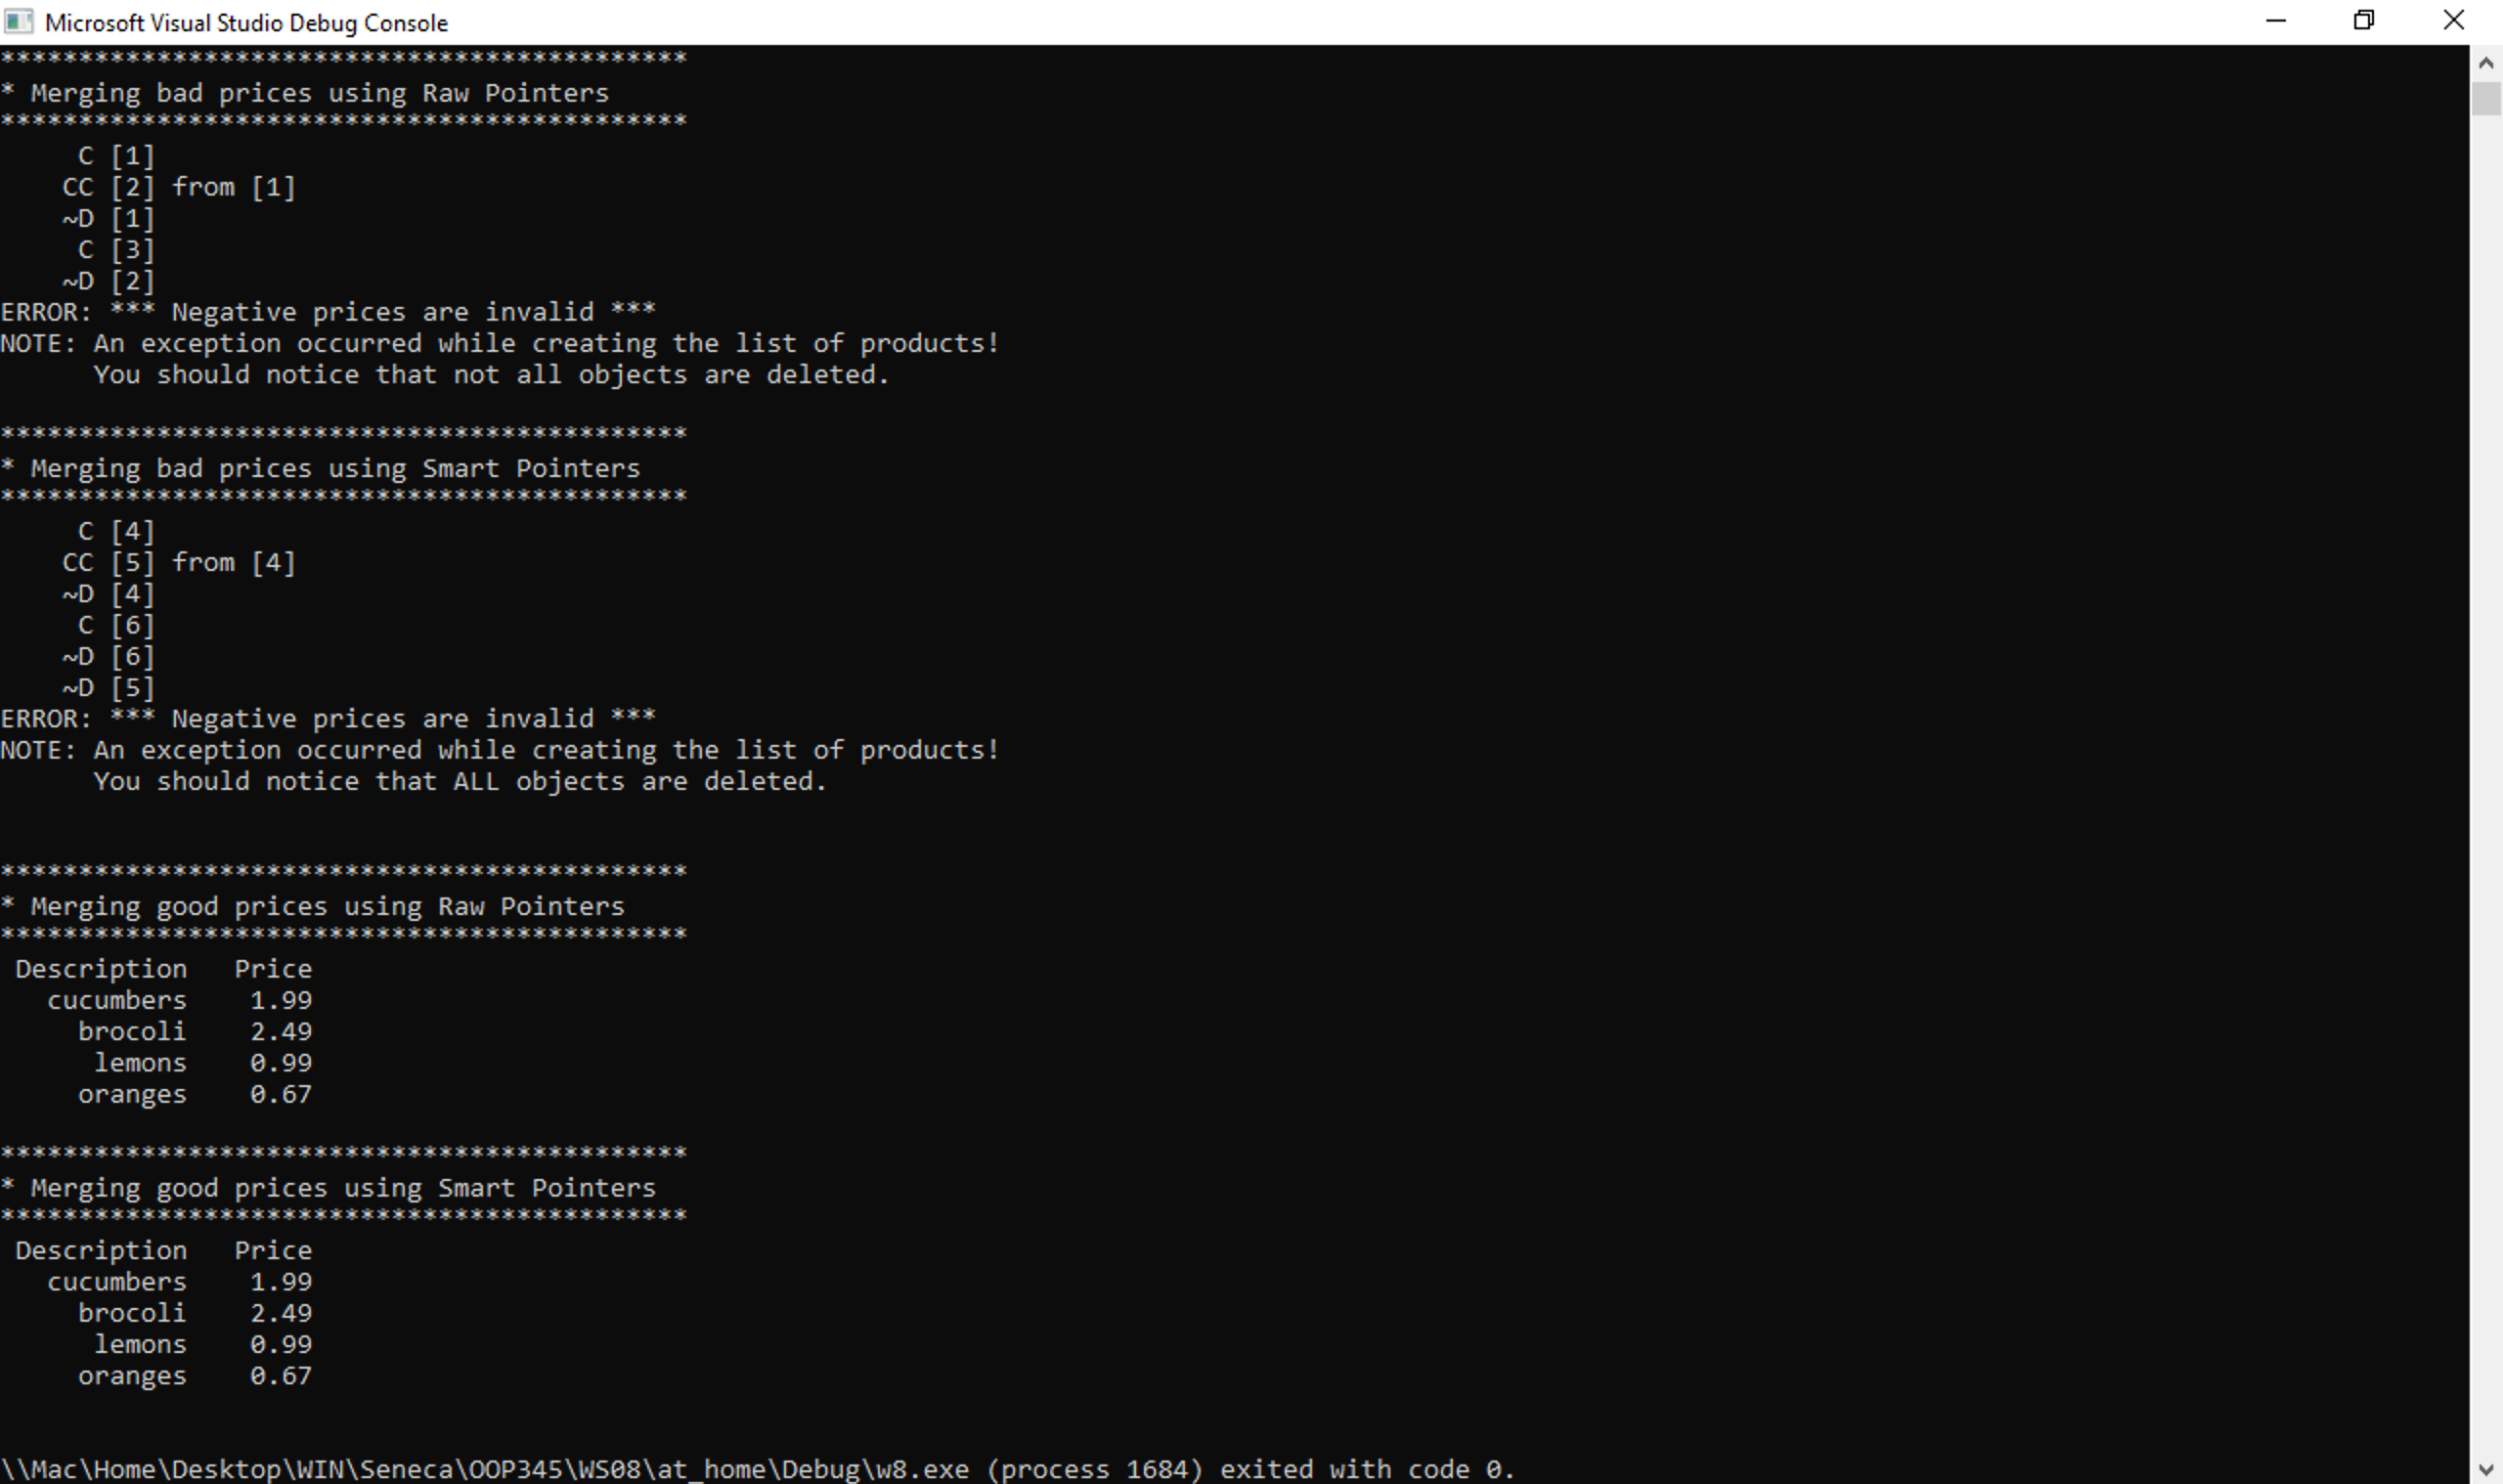 Microsoft Visual Studio Debug Console
********************************************
* Merging bad prices using Raw Pointers
********************************************
     C [1]
    CC [2] from [1]
    ~D [1]
     C [3]
    ~D [2]
ERROR: *** Negative prices are invalid ***
NOTE: An exception occurred while creating the list of products!
      You should notice that not all objects are deleted.

********************************************
* Merging bad prices using Smart Pointers
********************************************
     C [4]
    CC [5] from [4]
    ~D [4]
     C [6]
    ~D [6]
    ~D [5]
ERROR: *** Negative prices are invalid ***
NOTE: An exception occurred while creating the list of products!
      You should notice that ALL objects are deleted.


********************************************
* Merging good prices using Raw Pointers
********************************************
 Description   Price
   cucumbers    1.99
     brocoli    2.49
      lemons    0.99
     oranges    0.67

********************************************
* Merging good prices using Smart Pointers
********************************************
 Description   Price
   cucumbers    1.99
     brocoli    2.49
      lemons    0.99
     oranges    0.67


\\Mac\Home\Desktop\WIN\Seneca\OOP345\WS08\at_home\Debug\w8.exe (process 1684) exited with code 0.